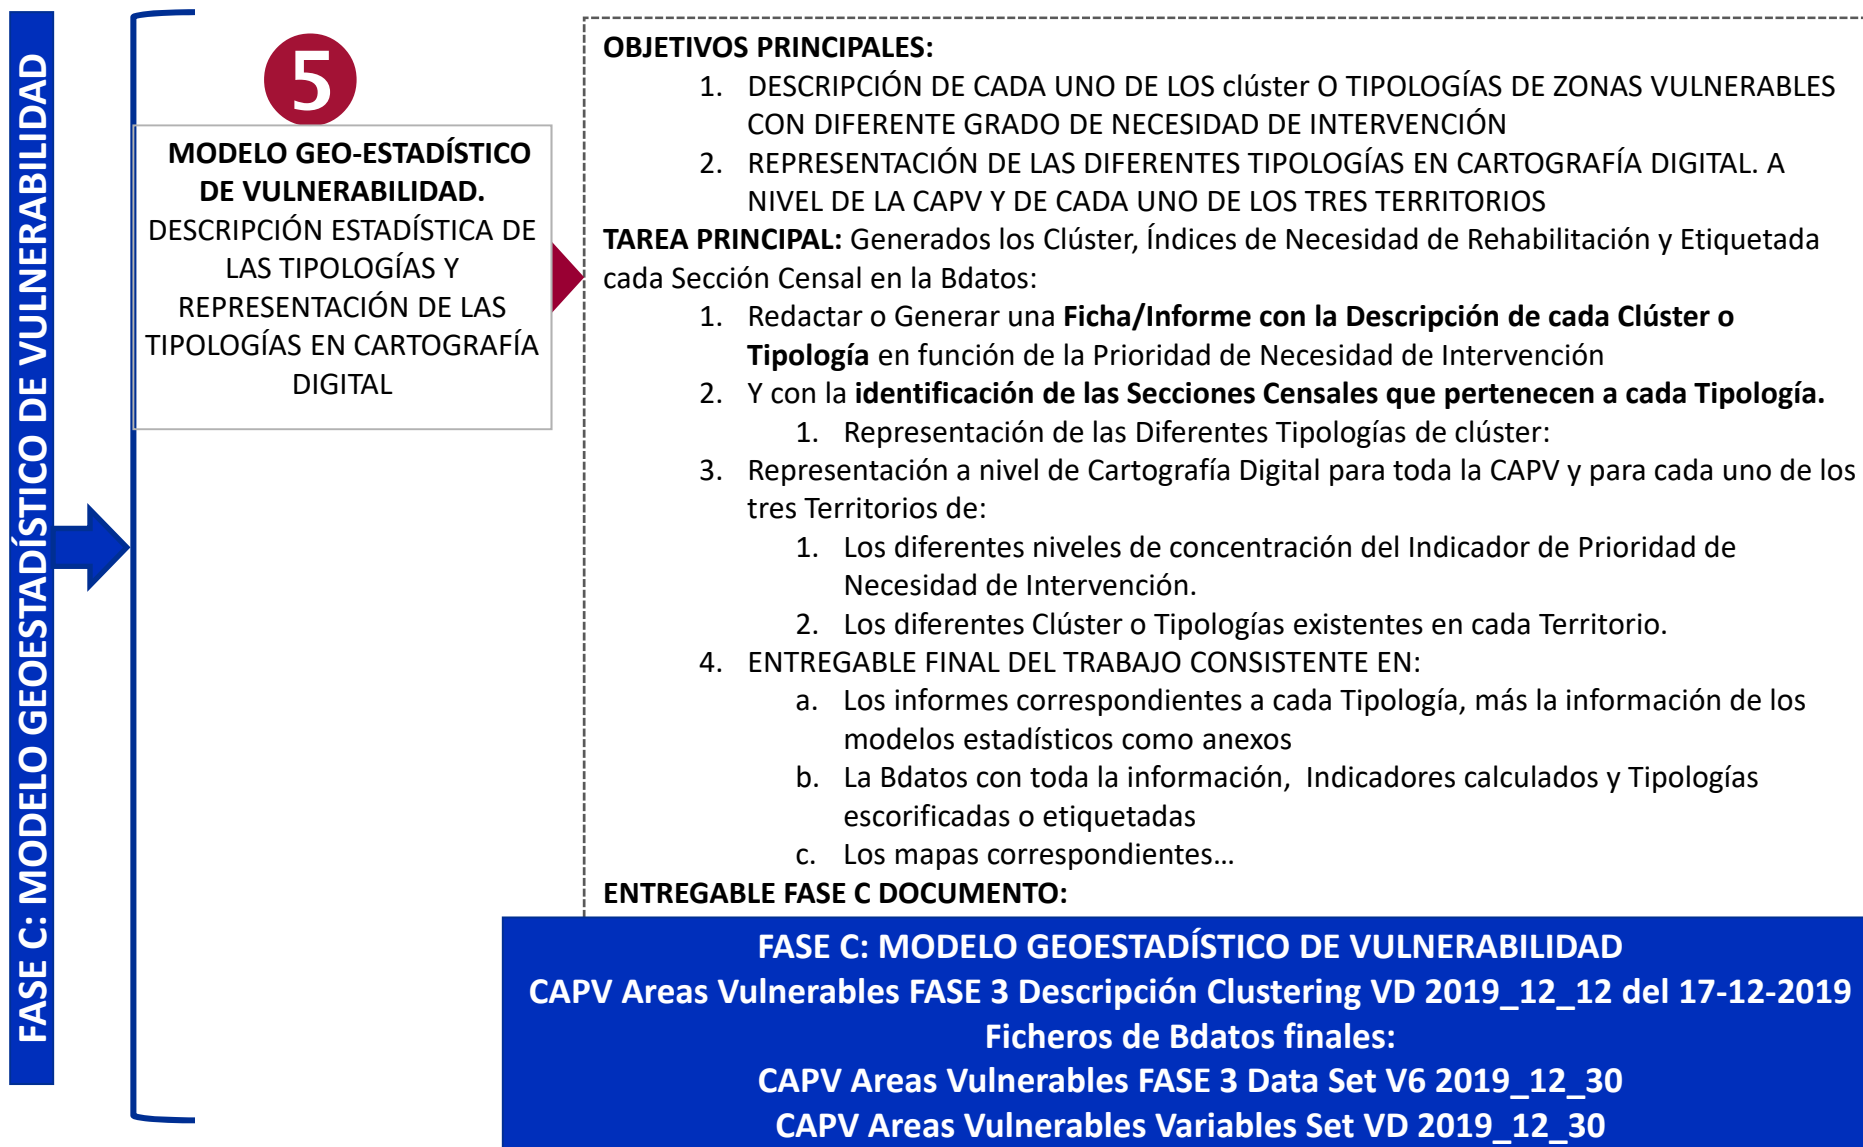 FASE C: MODELO GEOESTADÍSTICO DE VULNERABILIDAD
5
MODELO GEO-ESTADÍSTICO
DE VULNERABILIDAD.
DESCRIPCIÓN ESTADÍSTICA DE
LAS TIPOLOGÍAS Y
REPRESENTACIÓN DE LAS
TIPOLOGÍAS EN CARTOGRAFÍA
DIGITAL
OBJETIVOS PRINCIPALES:
1. DESCRIPCIÓN DE CADA UNO DE LOS clúster O TIPOLOGÍAS DE ZONAS VULNERABLES
CON DIFERENTE GRADO DE NECESIDAD DE INTERVENCIÓN
2. REPRESENTACIÓN DE LAS DIFERENTES TIPOLOGÍAS EN CARTOGRAFÍA DIGITAL. A
NIVEL DE LA CAPV Y DE CADA UNO DE LOS TRES TERRITORIOS
TAREA PRINCIPAL: Generados los Clúster, Índices de Necesidad de Rehabilitación y Etiquetada
cada Sección Censal en la Bdatos:
1. Redactar o Generar una Ficha/Informe con la Descripción de cada Clúster o
Tipología en función de la Prioridad de Necesidad de Intervención
2. Y con la identificación de las Secciones Censales que pertenecen a cada Tipología.
1. Representación de las Diferentes Tipologías de clúster:
3. Representación a nivel de Cartografía Digital para toda la CAPV y para cada uno de los
tres Territorios de:
1. Los diferentes niveles de concentración del Indicador de Prioridad de
Necesidad de Intervención.
2. Los diferentes Clúster o Tipologías existentes en cada Territorio.
4. ENTREGABLE FINAL DEL TRABAJO CONSISTENTE EN:
a. Los informes correspondientes a cada Tipología, más la información de los
modelos estadísticos como anexos
b. La Bdatos con toda la información, Indicadores calculados y Tipologías
escorificadas o etiquetadas
c. Los mapas correspondientes…
ENTREGABLE FASE C DOCUMENTO:
FASE C: MODELO GEOESTADÍSTICO DE VULNERABILIDAD
CAPV Areas Vulnerables FASE 3 Descripción Clustering VD 2019_12_12 del 17-12-2019
Ficheros de Bdatos finales:
CAPV Areas Vulnerables FASE 3 Data Set V6 2019_12_30
CAPV Areas Vulnerables Variables Set VD 2019_12_30